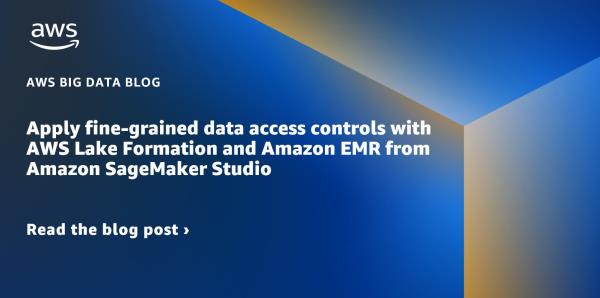 aws
AWS BIG DATA BLOG
Apply fine-grained data access controls with
AWS Lake Formation and Amazon EMR from
Amazon SageMaker Studio
Read the blog post ›